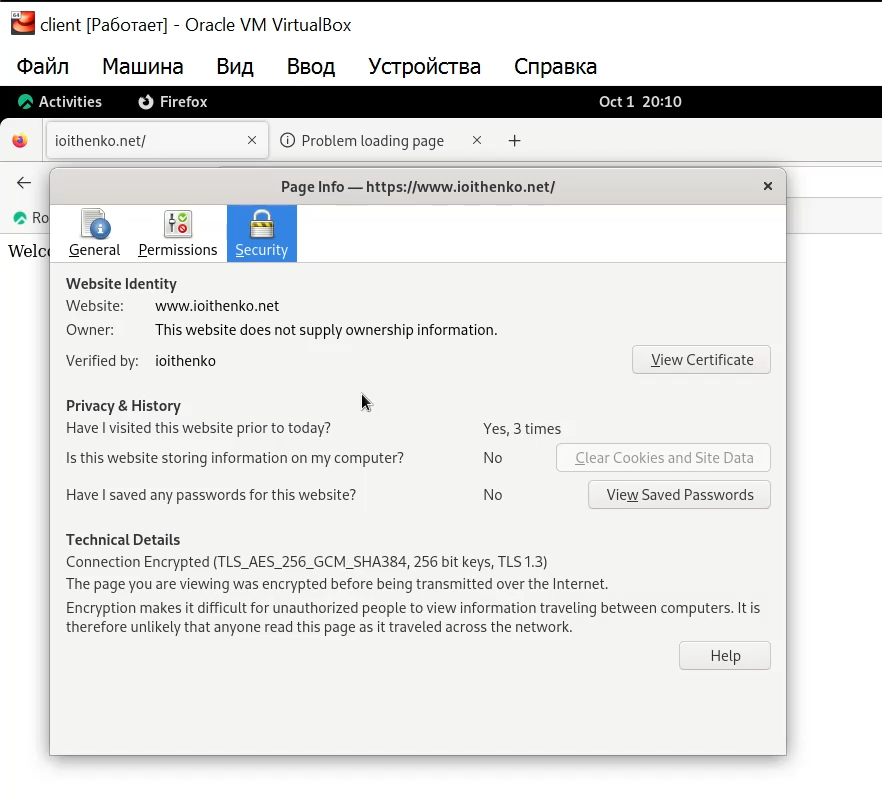 client [Работает] - Oracle VM VirtualBox
Файл Машина Вид Ввод Устройства Справка
Activities Firefox Oct 1 20:10
ioithenko.net/ Problem loading page
Page Info — https://www.ioithenko.net/
General Permissions Security
Website Identity
Website: www.ioithenko.net
Owner: This website does not supply ownership information.
Verified by: ioithenko View Certificate
Privacy & History
Have I visited this website prior to today? Yes, 3 times
Is this website storing information on my computer? No Clear Cookies and Site Data
Have I saved any passwords for this website? No View Saved Passwords
Technical Details
Connection Encrypted (TLS_AES_256_GCM_SHA384, 256 bit keys, TLS 1.3)
The page you are viewing was encrypted before being transmitted over the Internet.
Encryption makes it difficult for unauthorized people to view information traveling between computers. It is
therefore unlikely that anyone read this page as it traveled across the network.
Help